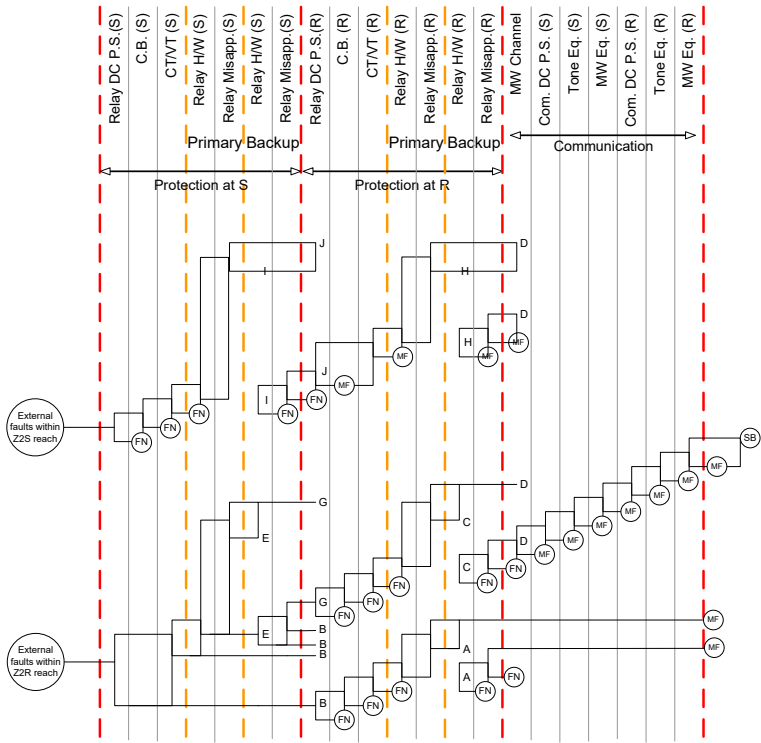 Relay DC P.S.(S)
C.B. (S)
CT/VT (S)
Relay H/W (S)
Relay Misapp.(S)
Relay H/W (S)
Relay Misapp.(S)
Relay DC P.S.(R)
C.B. (R)
CT/VT (R)
Relay H/W (R)
Relay Misapp.(R)
Relay H/W (R)
Relay Misapp.(R)
MW Channel
Com. DC P.S. (S)
Tone Eq. (S)
MW Eq. (S)
Com. DC P.S. (R)
Tone Eq. (R)
MW Eq. (R)
Primary Backup
Primary Backup
Communication
Protection at S
Protection at R
J
D
I
H
D
H
MF
MF
MF
J
MF
I
FN
FN
FN
External
faults within
Z2S reach
FN
FN
SB
MF
MF
MF
MF
MF
MF
MF
D
G
C
E
D
C
FN
FN
FN
G
FN
FN
E
B
B
B
External
faults within
Z2R reach
MF
A
MF
A
FN
FN
FN
B
FN
FN